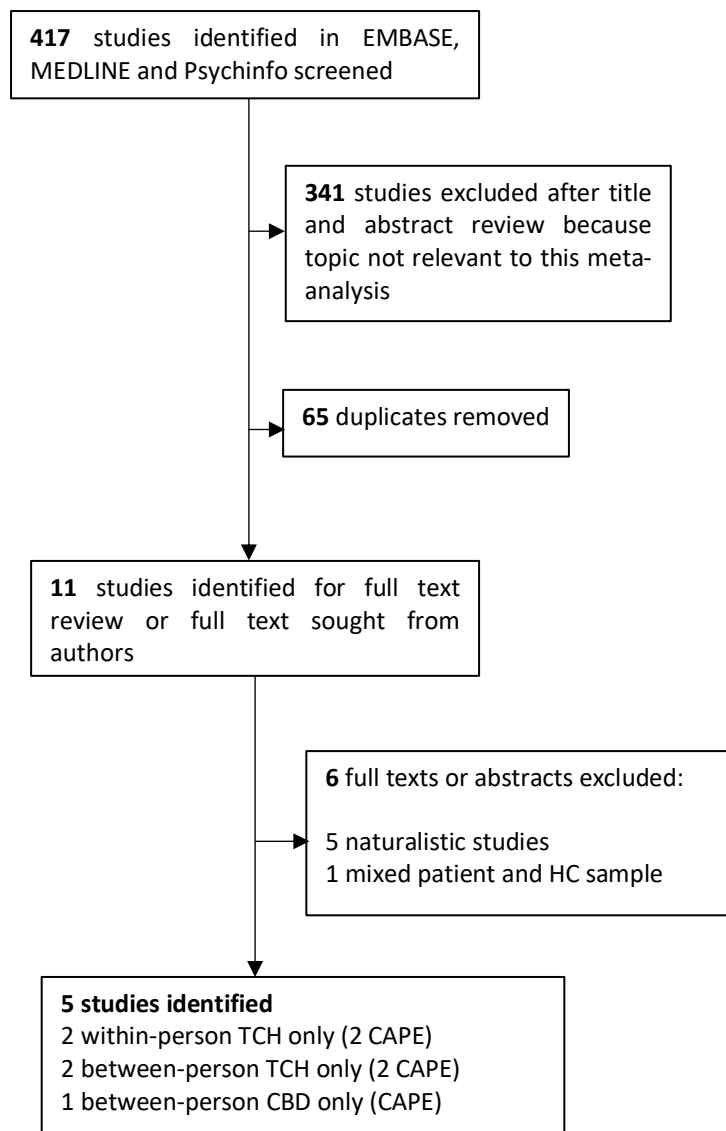 417 studies identified in EMBASE,
MEDLINE and Psychinfo screened
341 studies excluded after title
and abstract review because
topic not relevant to this meta-
analysis
65 duplicates removed
11 studies identified for full text
review or full text sought from
authors
6 full texts or abstracts excluded:
5 naturalistic studies
1 mixed patient and HC sample
5 studies identified
2 within-person TCH only (2 CAPE)
2 between-person TCH only (2 CAPE)
1 between-person CBD only (CAPE)